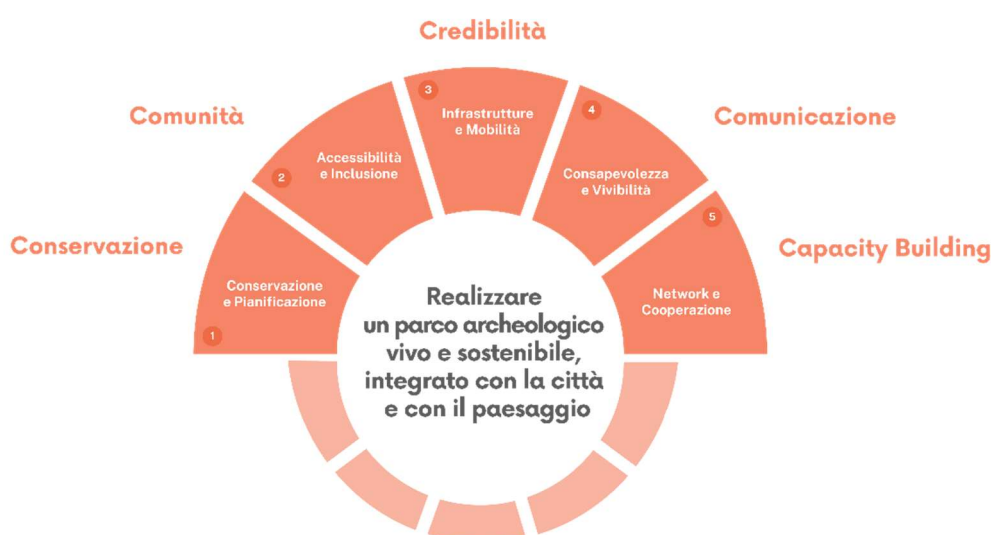 Credibilità
Comunità
Comunicazione
Conservazione
Capacity Building
1
Conservazione
e Pianificazione
2
Accessibilità
e Inclusione
3
Infrastrutture
e Mobilità
4
Consapevolezza
e Vivibilità
5
Network e
Cooperazione
Realizzare
un parco archeologico
vivo e sostenibile,
integrato con la città
e con il paesaggio